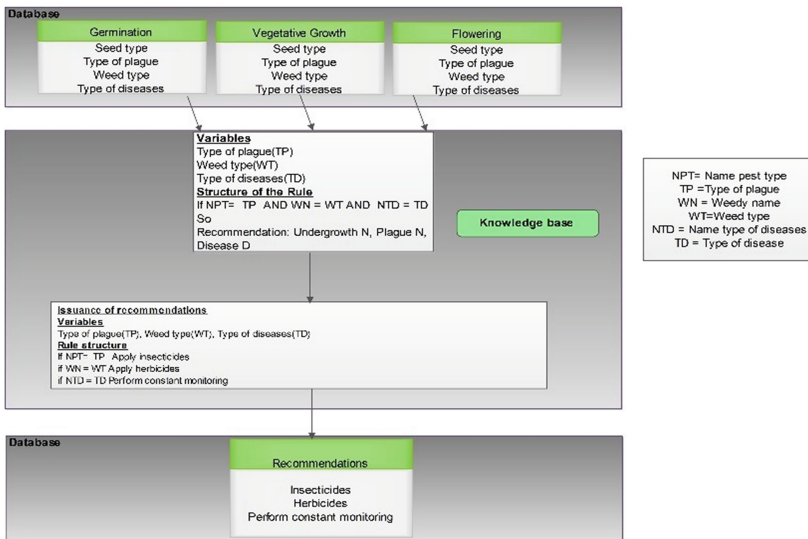 Database
Germination
Seed type
Type of plague
Weed type
Type of diseases
Vegetative Growth
Seed type
Type of plague
Weed type
Type of diseases
Flowering
Seed type
Type of plague
Weed type
Type of diseases
Variables
Type of plague(TP)
Weed type(WT)
Type of diseases(TD)
Structure of the Rule
If NPT= TP AND WN = WT AND NTD = TD
So
Recommendation: Undergrowth N, Plague N,
Disease D
Knowledge base
NPT= Name pest type
TP =Type of plague
WN = Weedy name
WT=Weed type
NTD = Name type of diseases
TD = Type of disease
Issuance of recommendations
Variables
Type of plague(TP), Weed type(WT), Type of diseases(TD)
Rule structure
If NPT= TP Apply insecticides
if WN = WT Apply herbicides
if NTD = TD Perform constant monitoring
Database
Recommendations
Insecticides
Herbicides
Perform constant monitoring